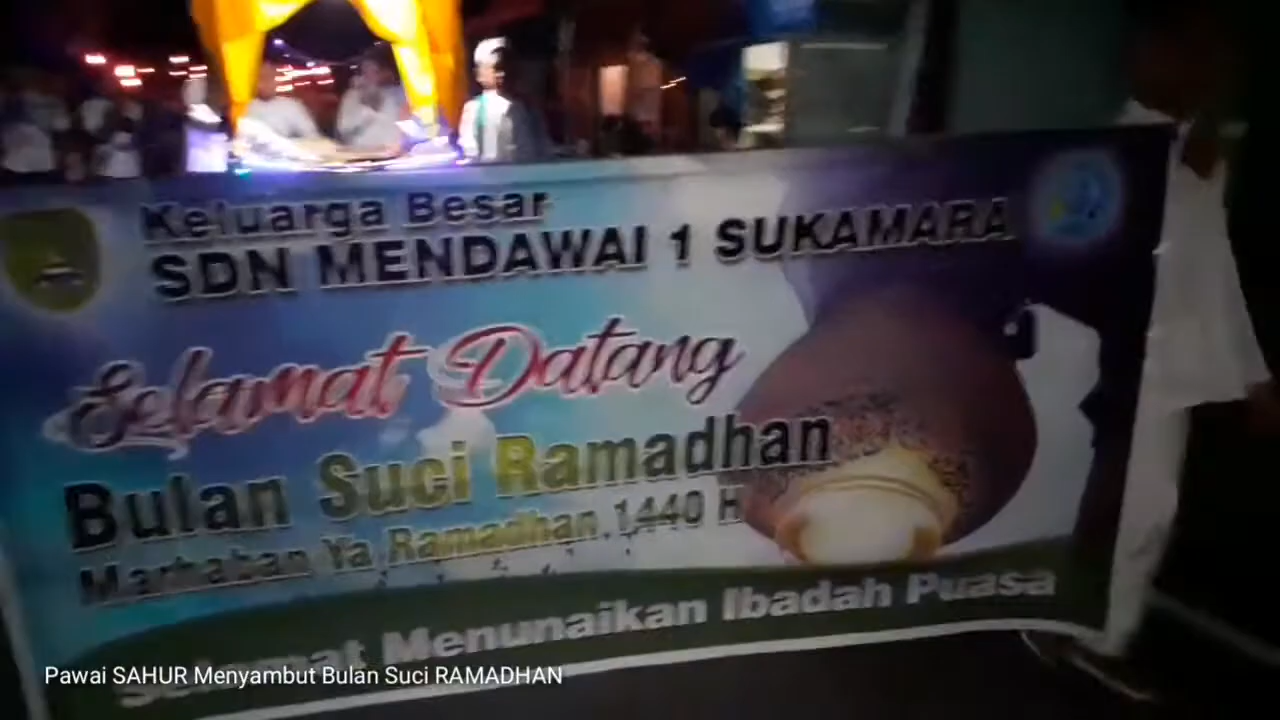 Keluarga Besar
SDN MENDAWAI 1 SUKAMARA
Selamat Datang
Bulan Suci Ramadhan
Marhaban Ya Ramadhan 1440 H
Selamat Menunaikan Ibadah Puasa
Pawai SAHUR Menyambut Bulan Suci RAMADHAN